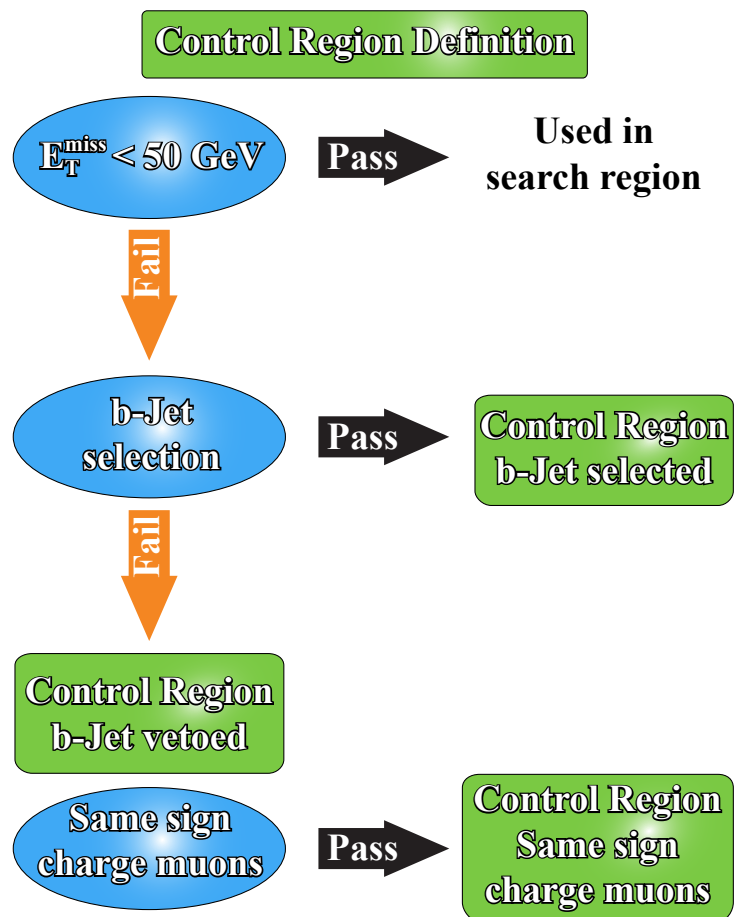 Control Region Definition
E_T^miss < 50 GeV
Pass
Used in
search region
Fail
b-Jet
selection
Pass
Control Region
b-Jet selected
Fail
Control Region
b-Jet vetoed
Same sign
charge muons
Pass
Control Region
Same sign
charge muons